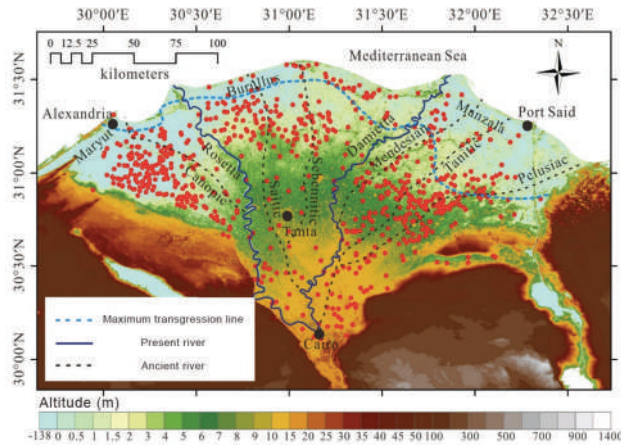 30°00'E 30°30'E 31°00'E 31°30'E 32°00'E 32°30'E
0 12.5 25 50 75 100
kilometers
Mediterranean Sea
N
31°30'N
31°00'N
30°30'N
30°00'N
Alexandria
Burillus
Port Said
Maryut
Rosetta
Canopic
Saitic
Sebennitic
Damietta
Mendesian
Tanitic
Manzalla
Pelusiac
Tanta
Cairo
Maximum transgression line
Present river
Ancient river
Altitude (m)
-138 0 0.5 1 1.5 2 3 4 5 6 7 8 9 10 15 20 25 30 35 40 45 50 100 300 500 700 900 1400